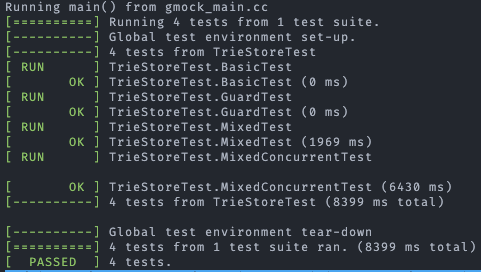 Running main() from gmock_main.cc
[==========] Running 4 tests from 1 test suite.
[----------] Global test environment set-up.
[----------] 4 tests from TrieStoreTest
[ RUN      ] TrieStoreTest.BasicTest
[       OK ] TrieStoreTest.BasicTest (0 ms)
[ RUN      ] TrieStoreTest.GuardTest
[       OK ] TrieStoreTest.GuardTest (0 ms)
[ RUN      ] TrieStoreTest.MixedTest
[       OK ] TrieStoreTest.MixedTest (1969 ms)
[ RUN      ] TrieStoreTest.MixedConcurrentTest
[       OK ] TrieStoreTest.MixedConcurrentTest (6430 ms)
[----------] 4 tests from TrieStoreTest (8399 ms total)
[----------] Global test environment tear-down
[==========] 4 tests from 1 test suite ran. (8399 ms total)
[  PASSED  ] 4 tests.